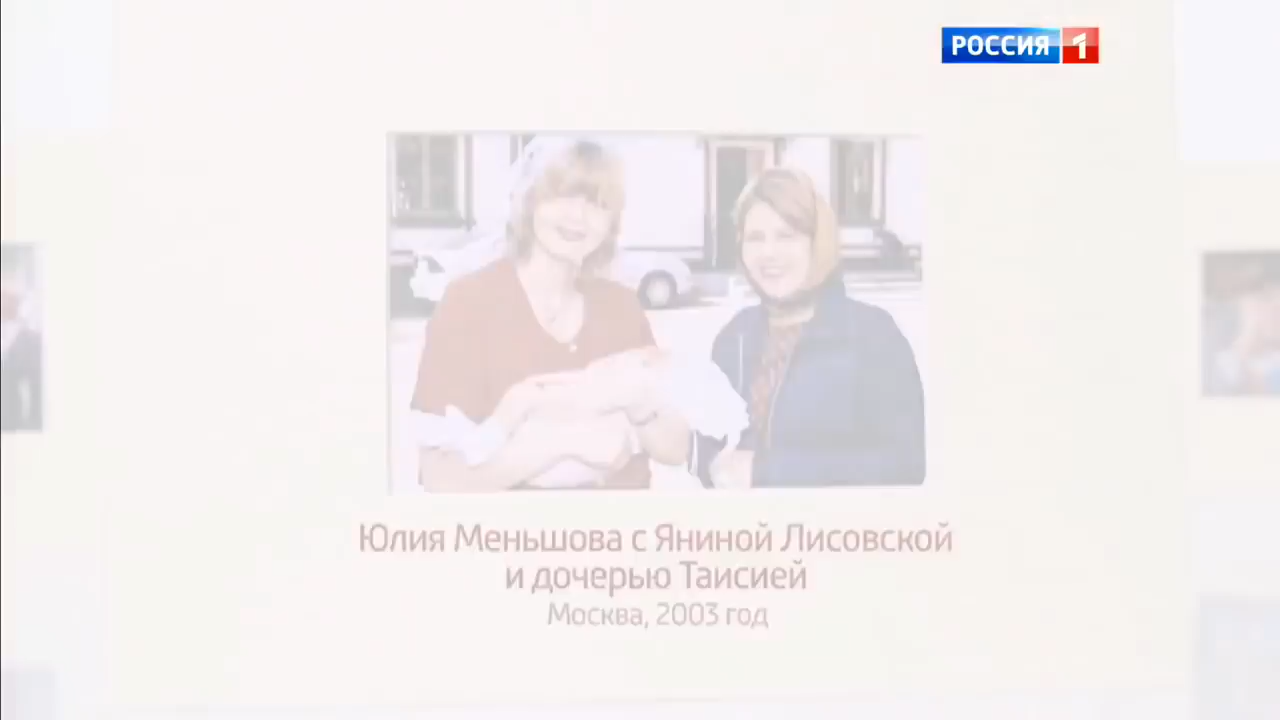 РОССИЯ 1
Юлия Меньшова с Яниной Лисовской
и дочерью Таисией
Москва, 2003 год